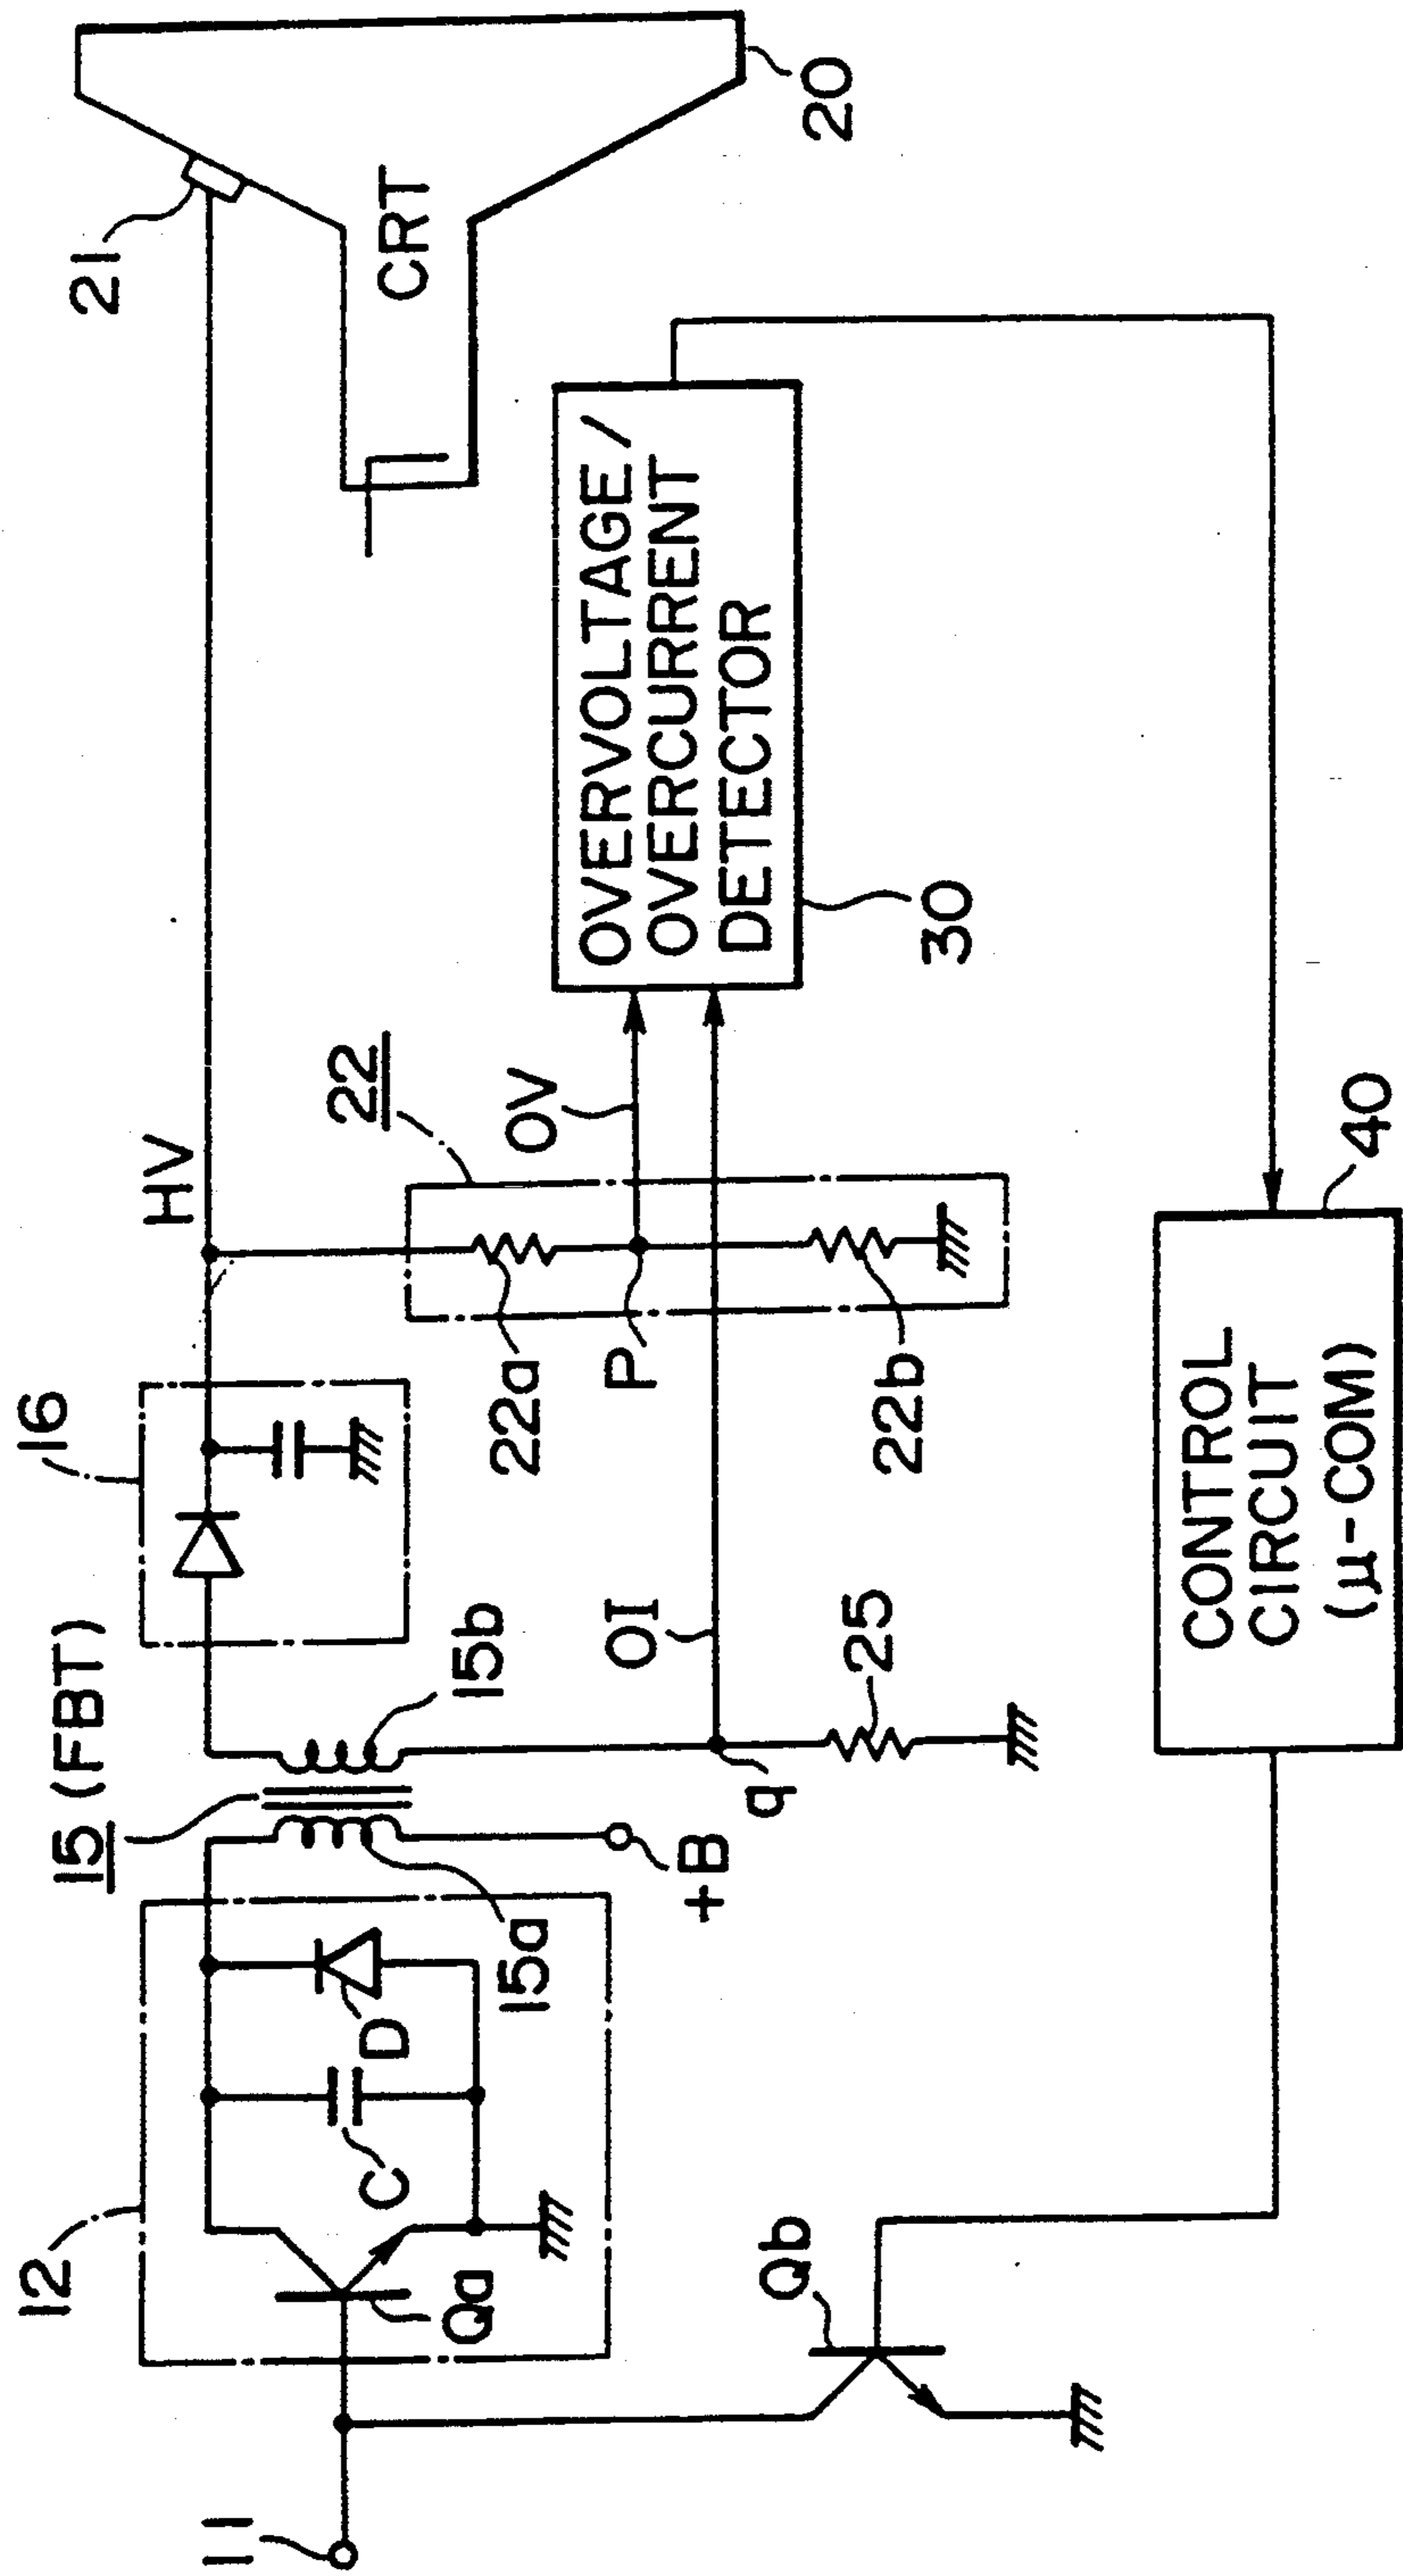 11
12
Qa
C
D
15 (FBT)
15a
15b
+B
16
HV
21
CRT
20
22
22a
P
22b
OV
OI
q
25
OVERVOLTAGE/
OVERCURRENT
DETECTOR
30
Qb
CONTROL
CIRCUIT
(μ-COM)
40